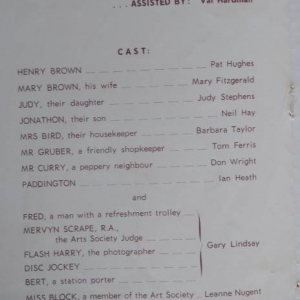 . . . ASSISTED BY: Val Hardman
CAST:
HENRY BROWN Pat Hughes
MARY BROWN, his wife Mary Fitzgerald
JUDY, their daughter Judy Stephens
JONATHON, their son Neil Hay
MRS BIRD, their housekeeper Barbara Taylor
MR GRUBER, a friendly shopkeeper Tom Ferris
MR CURRY, a peppery neighbour Don Wright
PADDINGTON Ian Heath
and
FRED, a man with a refreshment trolley
MERVYN SCRAPE, R.A.,
the Arts Society Judge
Gary Lindsay
FLASH HARRY, the photographer
DISC JOCKEY
BERT, a station porter
MISS BLOCK, a member of the Art Society Leanne Nugent